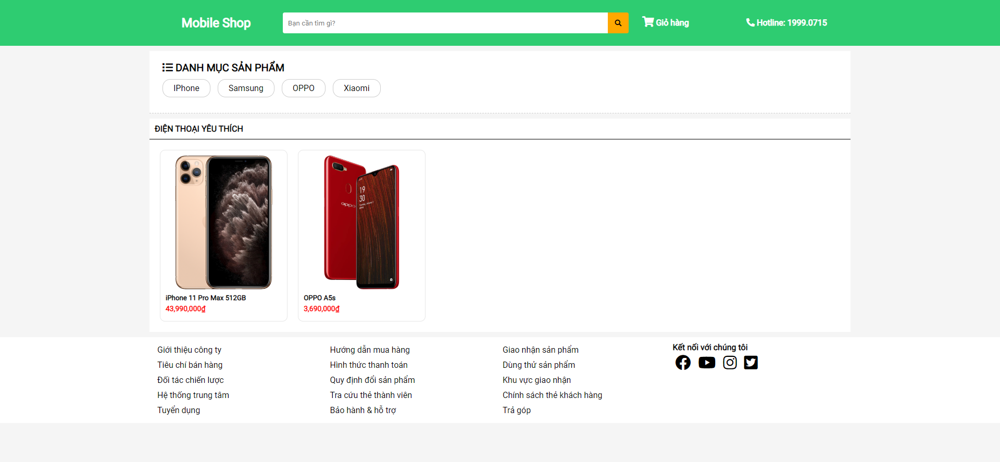 Mobile Shop
Bạn cần tìm gì?
Giỏ hàng
Hotline: 1999.0715
DANH MỤC SẢN PHẨM
IPhone
Samsung
OPPO
Xiaomi
ĐIỆN THOẠI YÊU THÍCH
19
30
oppo
iPhone 11 Pro Max 512GB
43,990,000₫
OPPO A5s
3,690,000₫
Giới thiệu công ty
Tiêu chí bán hàng
Đối tác chiến lược
Hệ thống trung tâm
Tuyển dụng
Hướng dẫn mua hàng
Hình thức thanh toán
Quy định đổi sản phẩm
Tra cứu thẻ thành viên
Bảo hành & hỗ trợ
Giao nhận sản phẩm
Dùng thử sản phẩm
Khu vực giao nhận
Chính sách thẻ khách hàng
Trả góp
Kết nối với chúng tôi